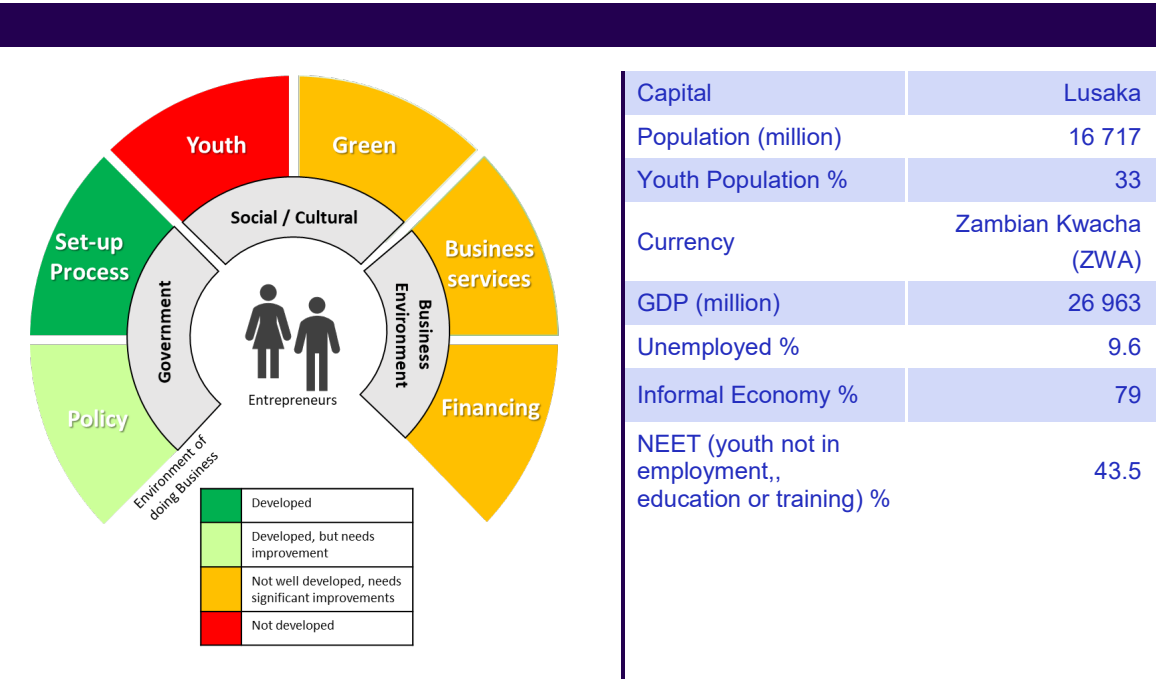 Youth
Green
Set-up
Process
Social / Cultural
Business
services
Government
Business
Environment
Entrepreneurs
Policy
Financing
Environment of
doing Business
Developed
Developed, but needs
improvement
Not well developed, needs
significant improvements
Not developed
Capital Lusaka
Population (million) 16 717
Youth Population % 33
Currency Zambian Kwacha
(ZWA)
GDP (million) 26 963
Unemployed % 9.6
Informal Economy % 79
NEET (youth not in
employment,,
education or training) % 43.5